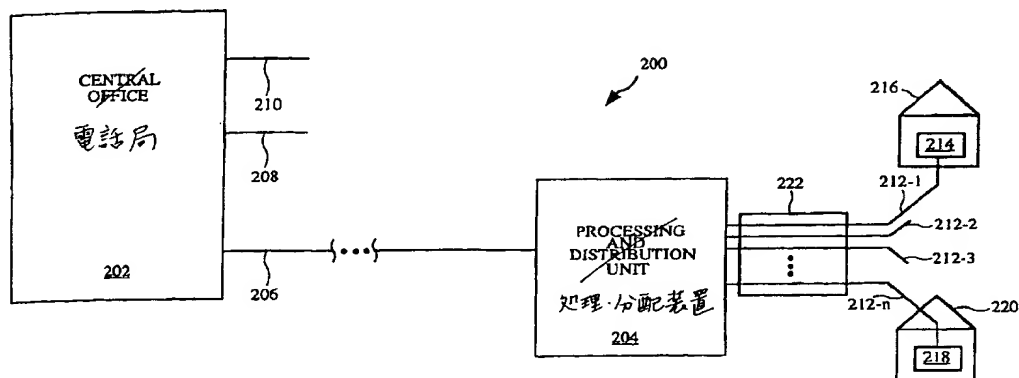 CENTRAL
OFFICE
電話局
202
210
208
206
200
PROCESSING
AND
DISTRIBUTION
UNIT
処理・分配装置
204
222
216
214
212-1
212-2
212-3
212-n
220
218